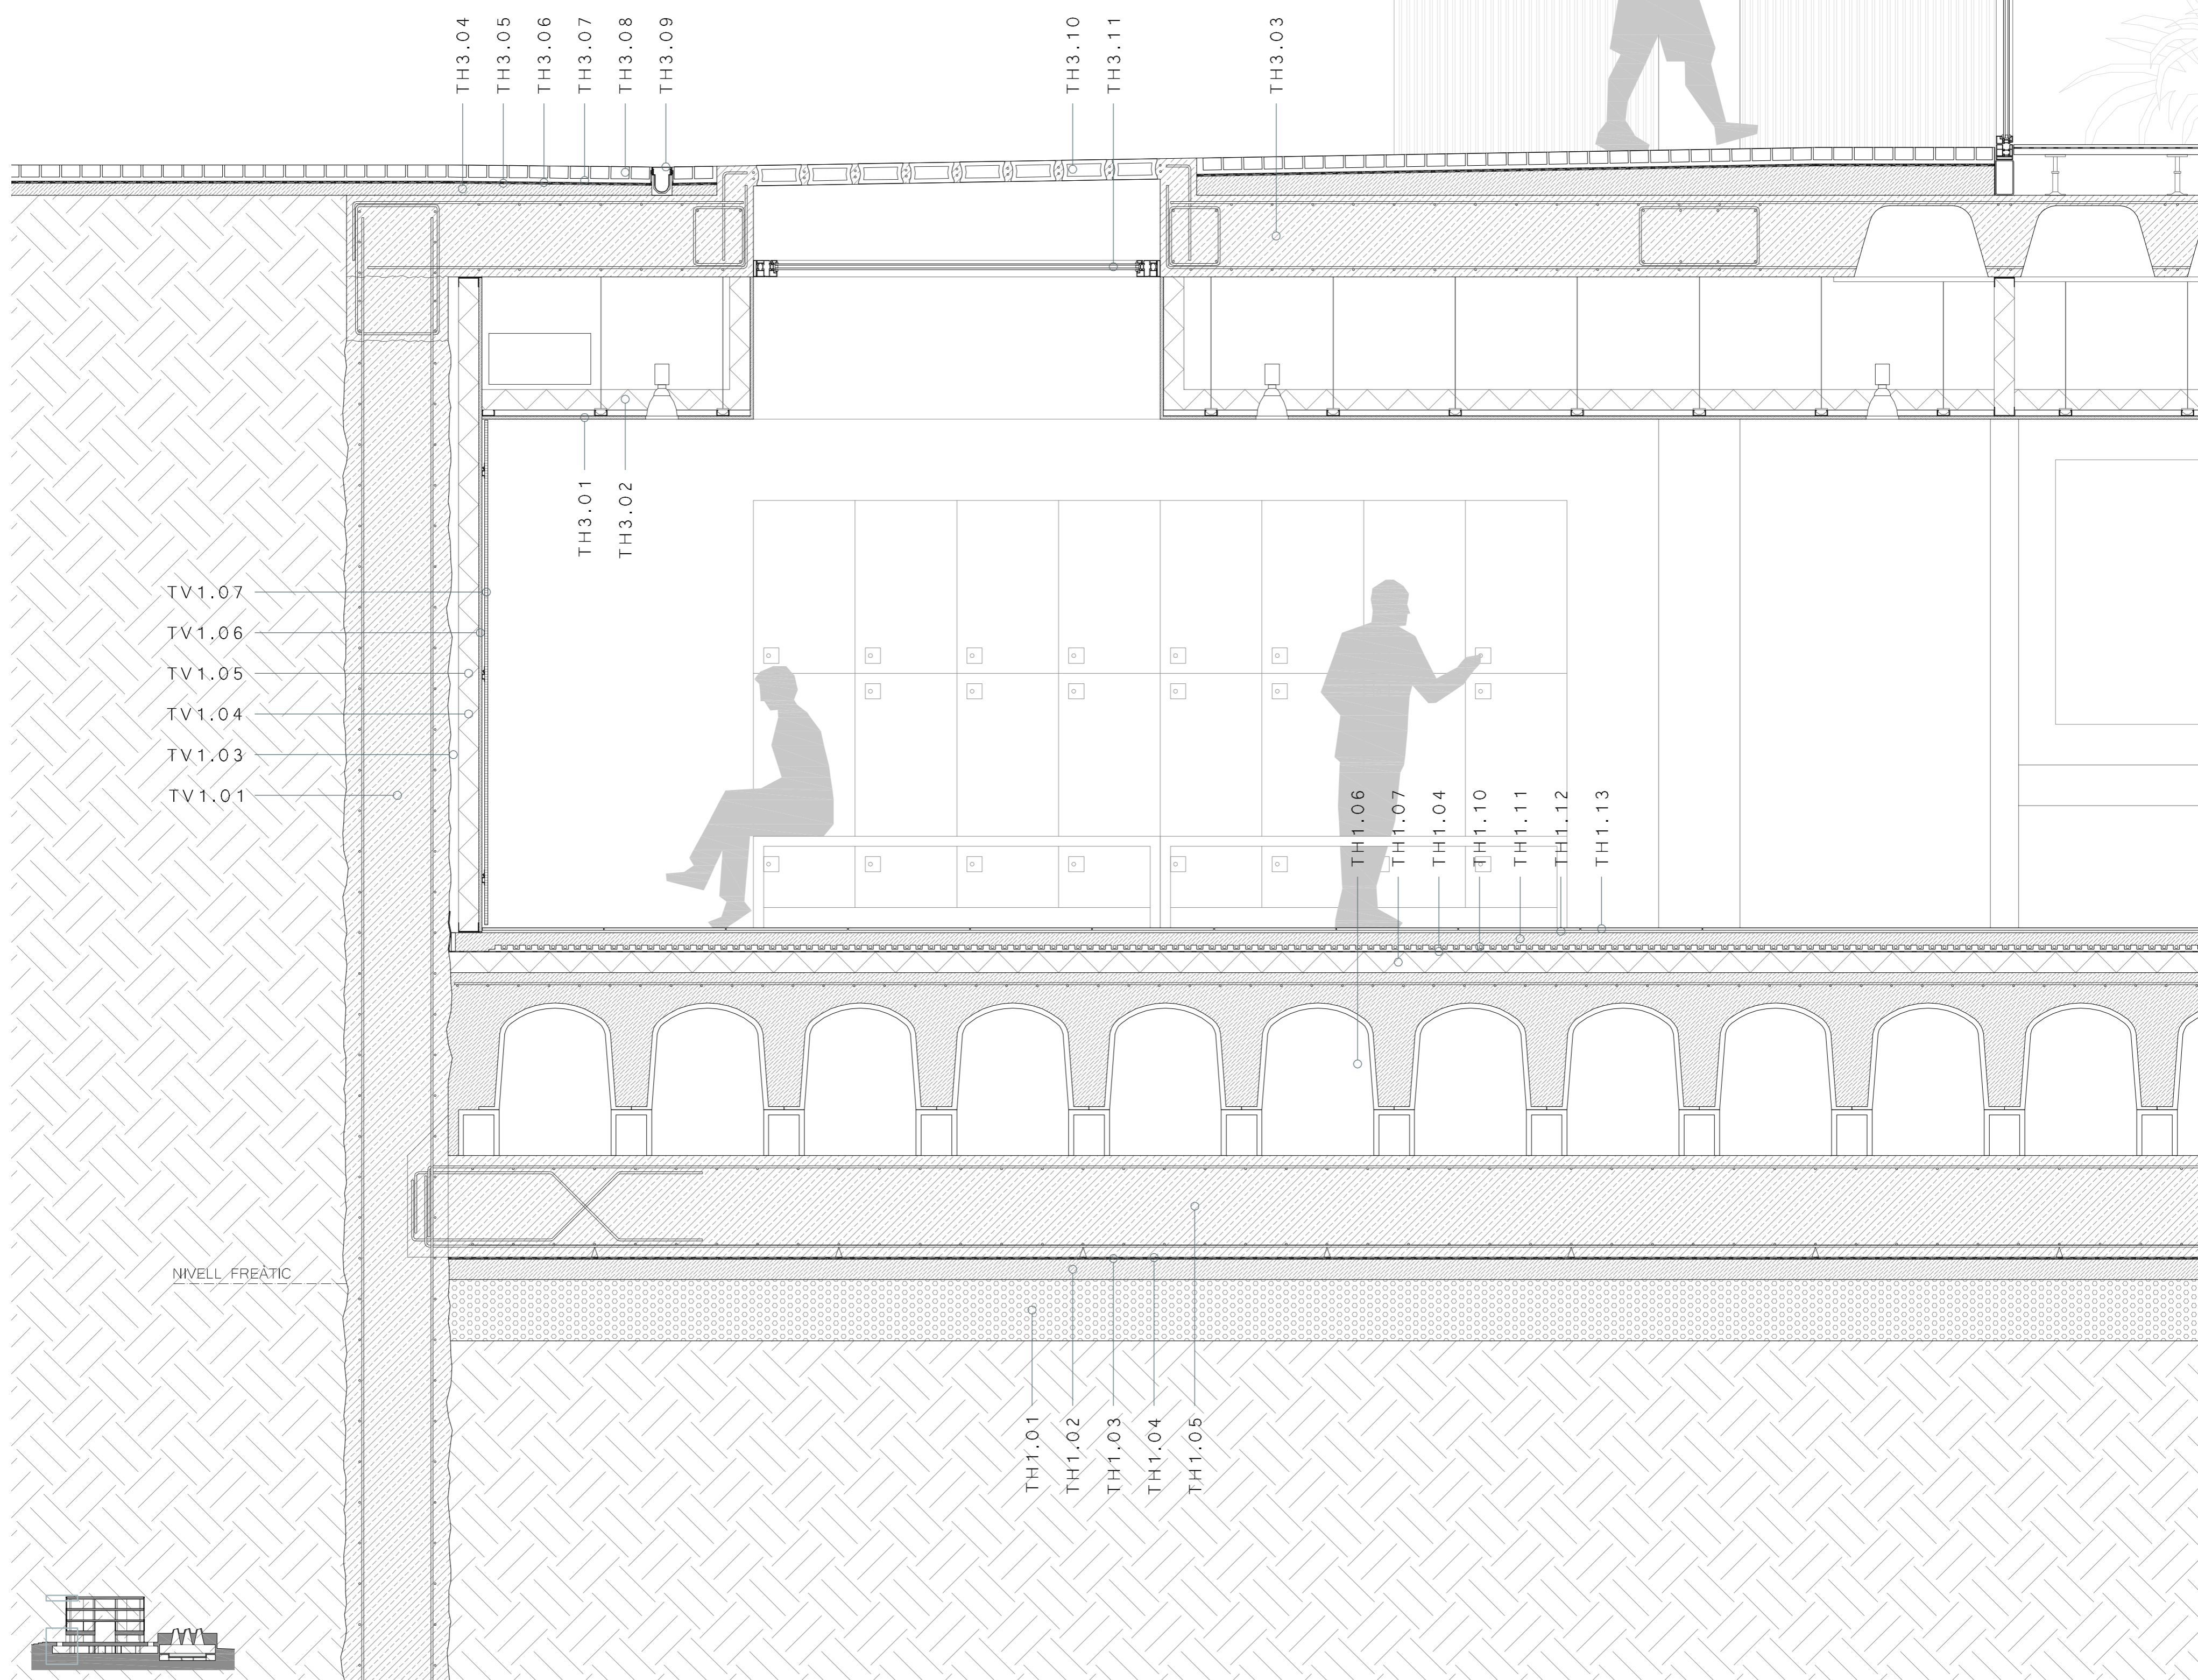 TH3.04
TH3.05
TH3.06
TH3.07
TH3.08
TH3.09
TH3.10
TH3.11
TH3.03
TH3.01
TH3.02
TV1.07
TV1.06
TV1.05
TV1.04
TV1.03
TV1.01
TH1.06
TH1.07
TH1.04
TH1.10
TH1.11
TH1.12
TH1.13
NIVELL FREÀTIC
TH1.01
TH1.02
TH1.03
TH1.04
TH1.05